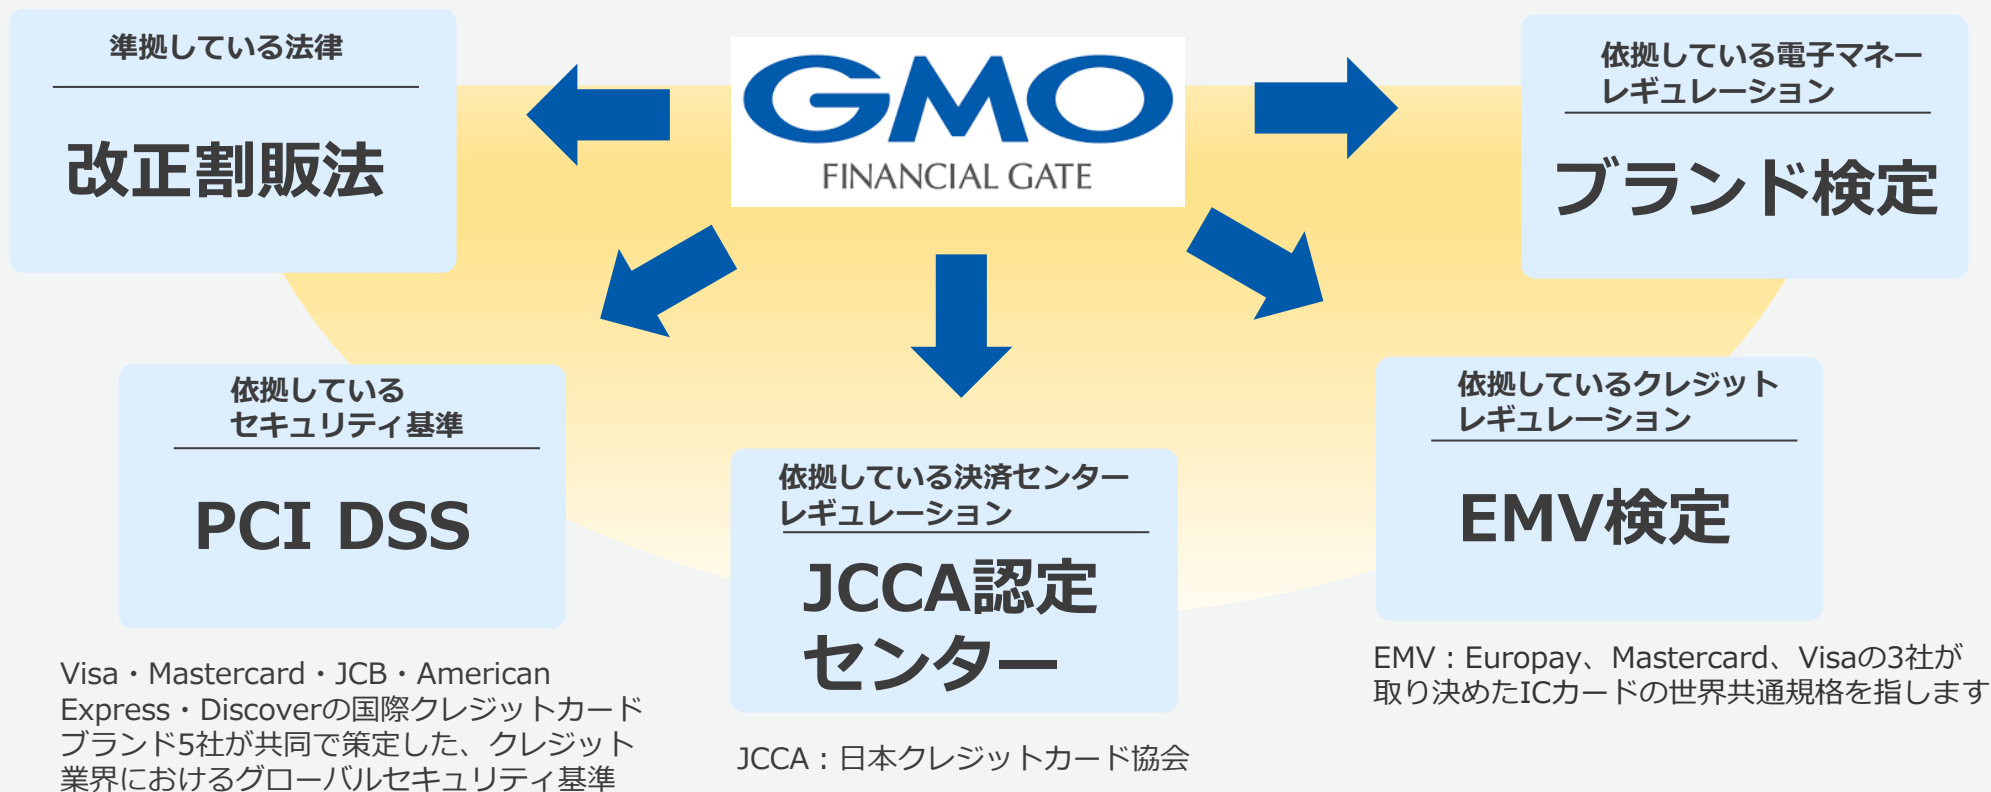 準拠している法律
改正割販法
GMO
FINANCIAL GATE
依拠している電子マネー
レギュレーション
ブランド検定
依拠している
セキュリティ基準
PCI DSS
Visa・Mastercard・JCB・American
Express・Discoverの国際クレジットカード
ブランド5社が共同で策定した、クレジット
業界におけるグローバルセキュリティ基準
依拠している決済センター
レギュレーション
JCCA認定
センター
JCCA：日本クレジットカード協会
依拠しているクレジット
レギュレーション
EMV検定
EMV：Europay、Mastercard、Visaの3社が
取り決めたICカードの世界共通規格を指します